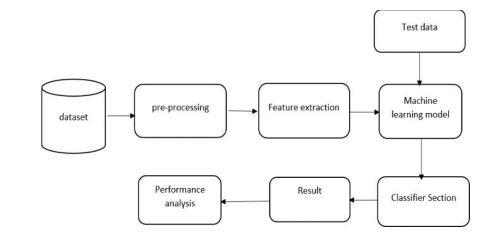 Test data
dataset
pre-processing
Feature extraction
Machine
learning model
Performance
analysis
Result
Classifier Section